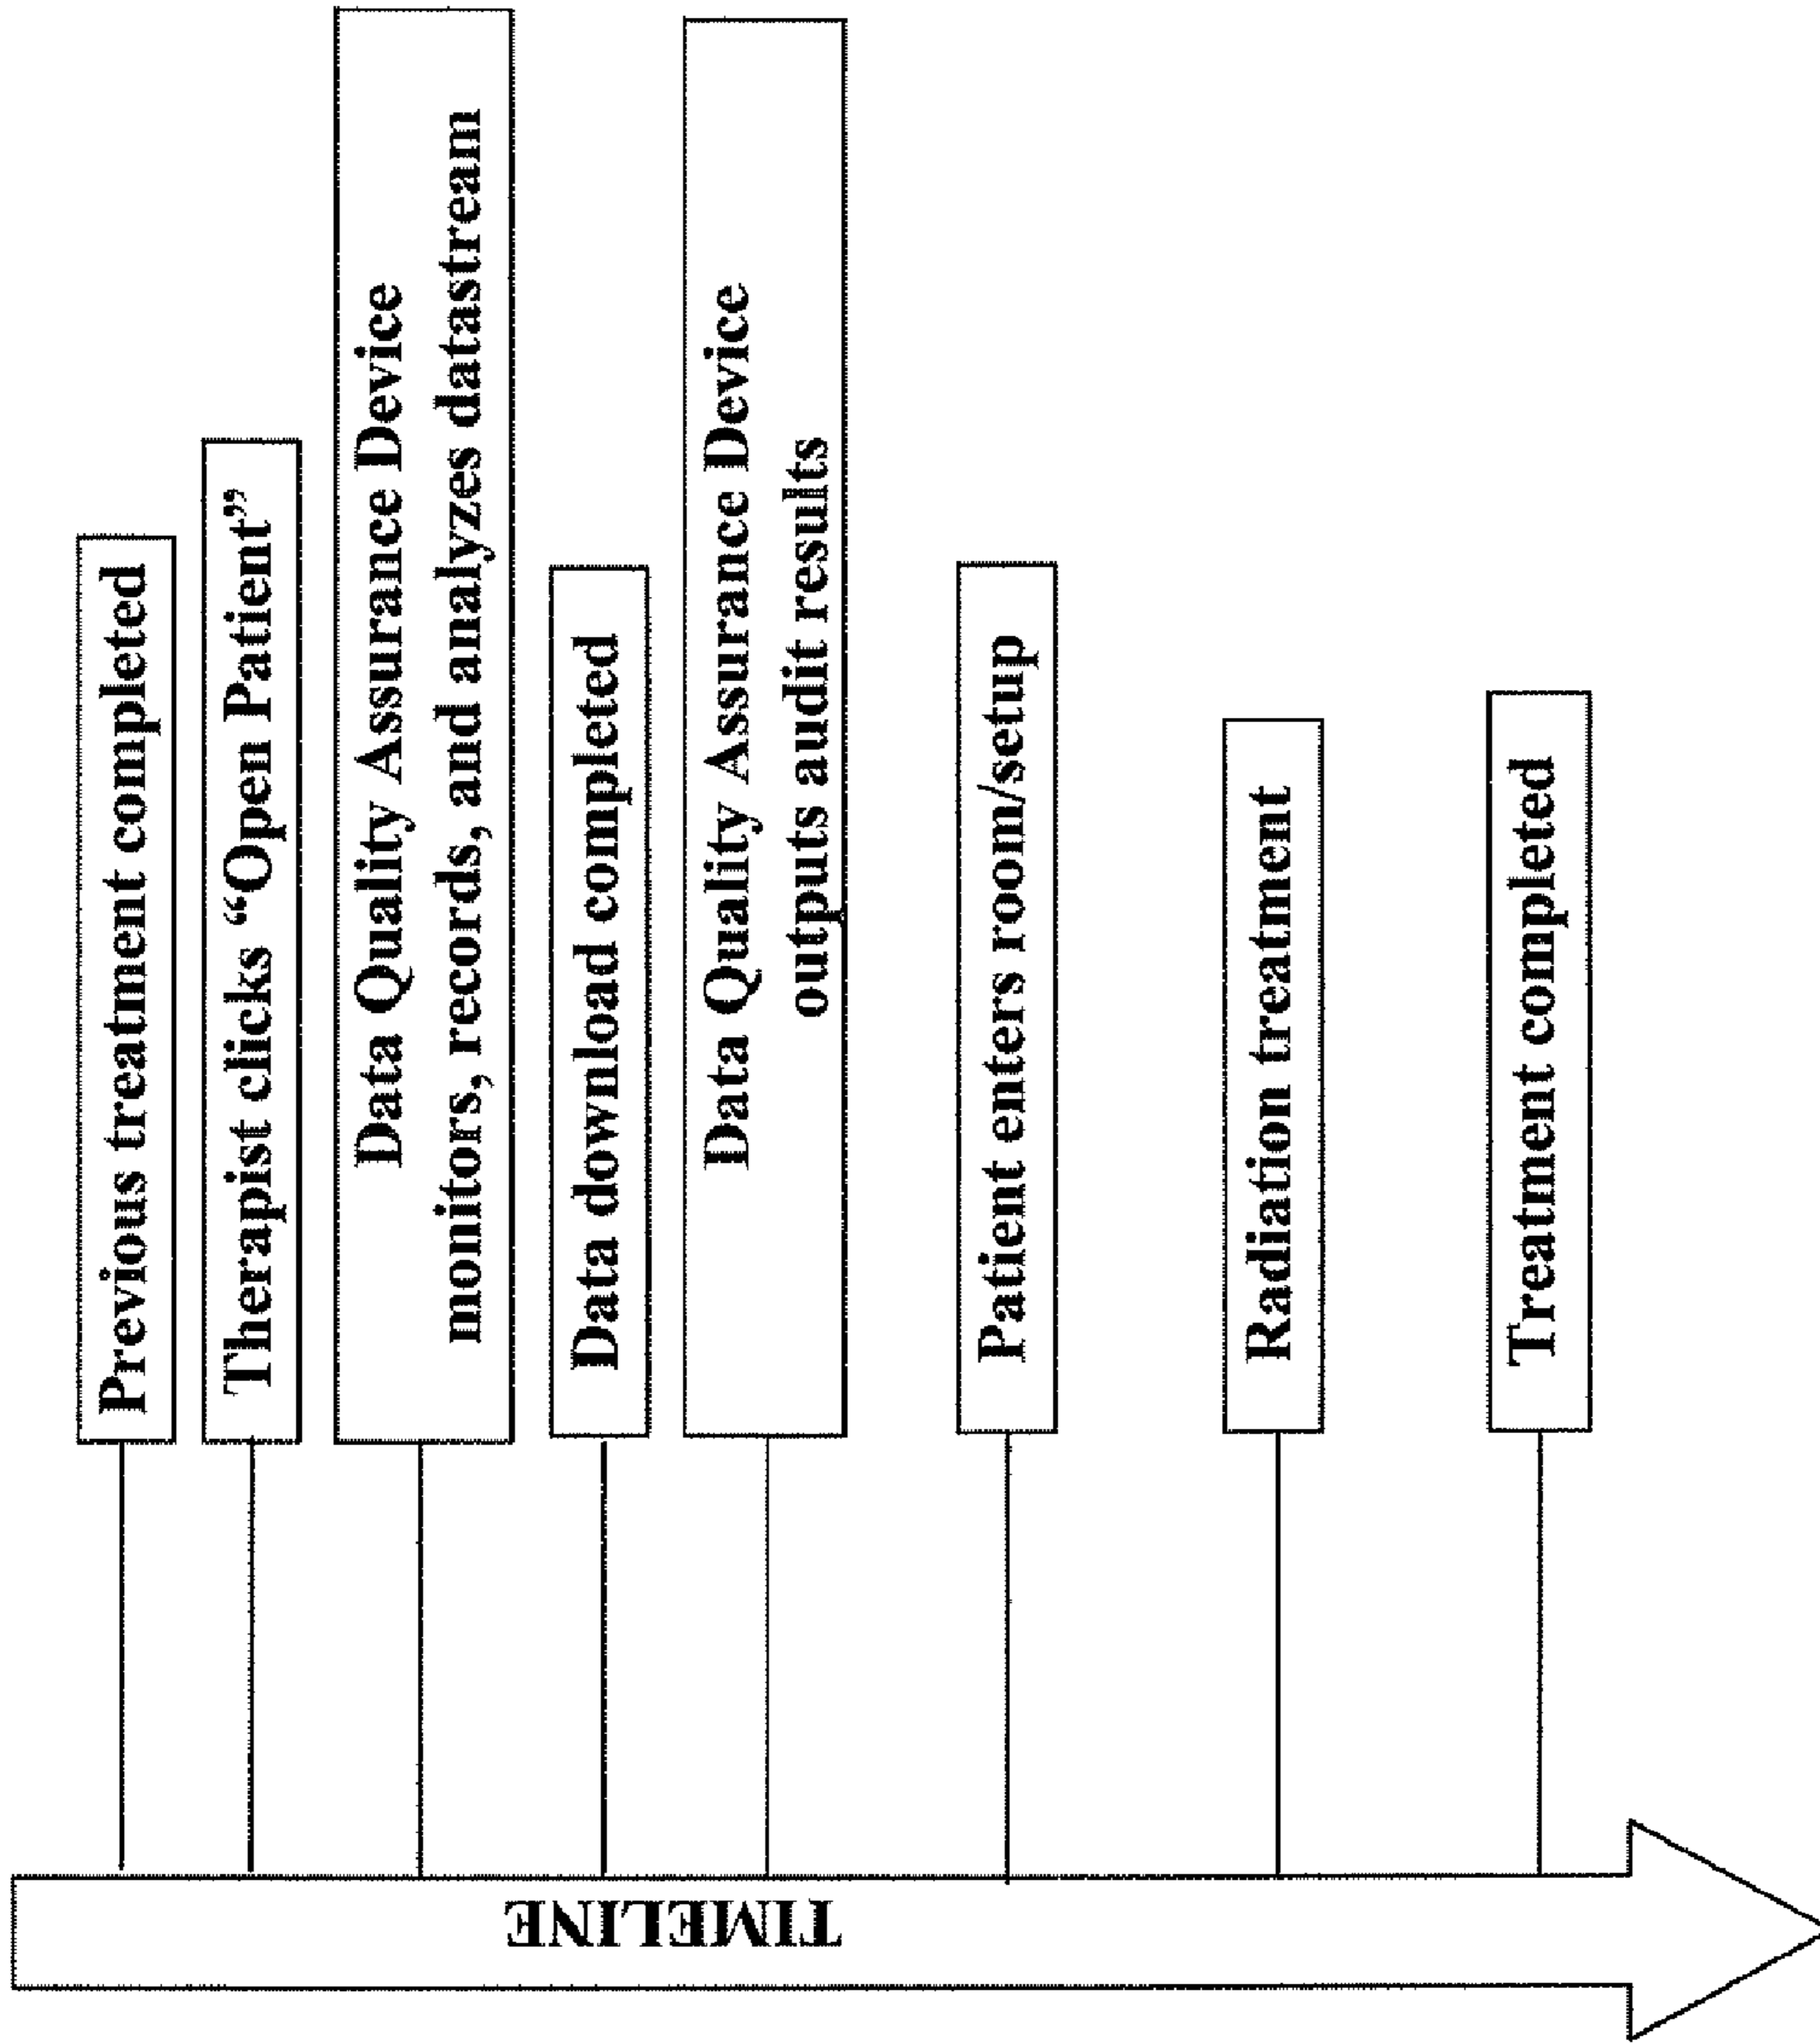 Previous treatment completed
Therapist clicks “Open Patient”
Data Quality Assurance Device
monitors, records, and analyzes datastream
Data download completed
Data Quality Assurance Device
outputs audit results
Patient enters room/setup
Radiation treatment
Treatment completed
TIMELINE